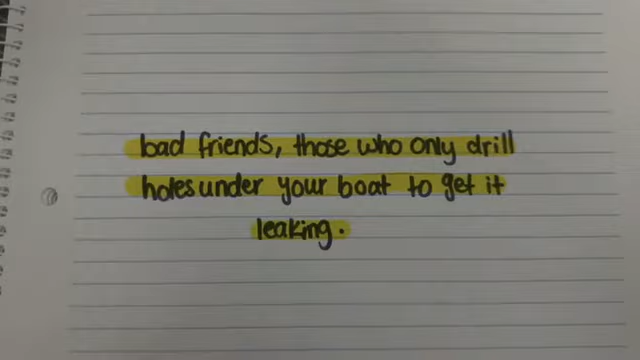 bad friends, those who only drill
holes under your boat to get it
leaking.